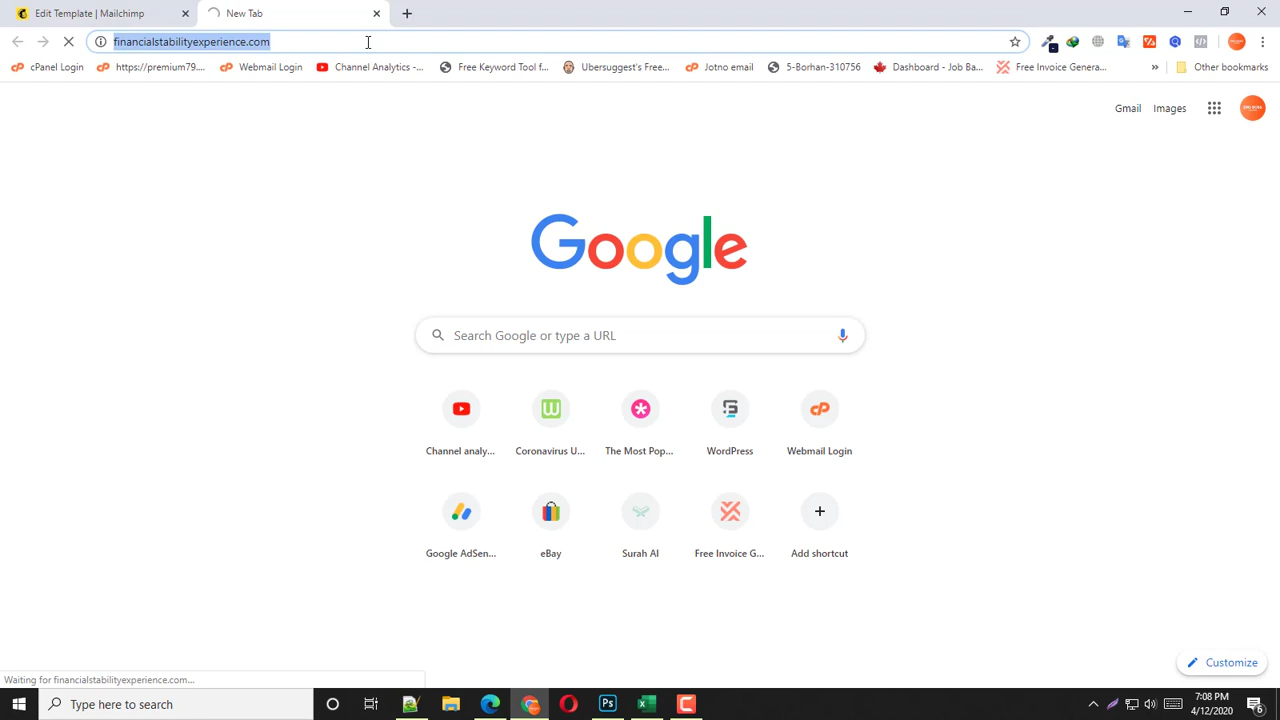 Edit Template | Mailchimp
New Tab
financialstabilityexperience.com
cPanel Login
https://premium79....
Webmail Login
Channel Analytics -...
Free Keyword Tool f...
Ubersuggest's Free...
Jotno email
5-Borhan-310756
Dashboard - Job Ba...
Free Invoice Genera...
»
Other bookmarks
Gmail
Images
Google
Search Google or type a URL
Channel analy...
Coronavirus U...
The Most Pop...
WordPress
Webmail Login
Google AdSen...
eBay
Surah Al
Free Invoice G...
Add shortcut
Customize
Waiting for financialstabilityexperience.com...
Type here to search
7:08 PM
4/12/2020